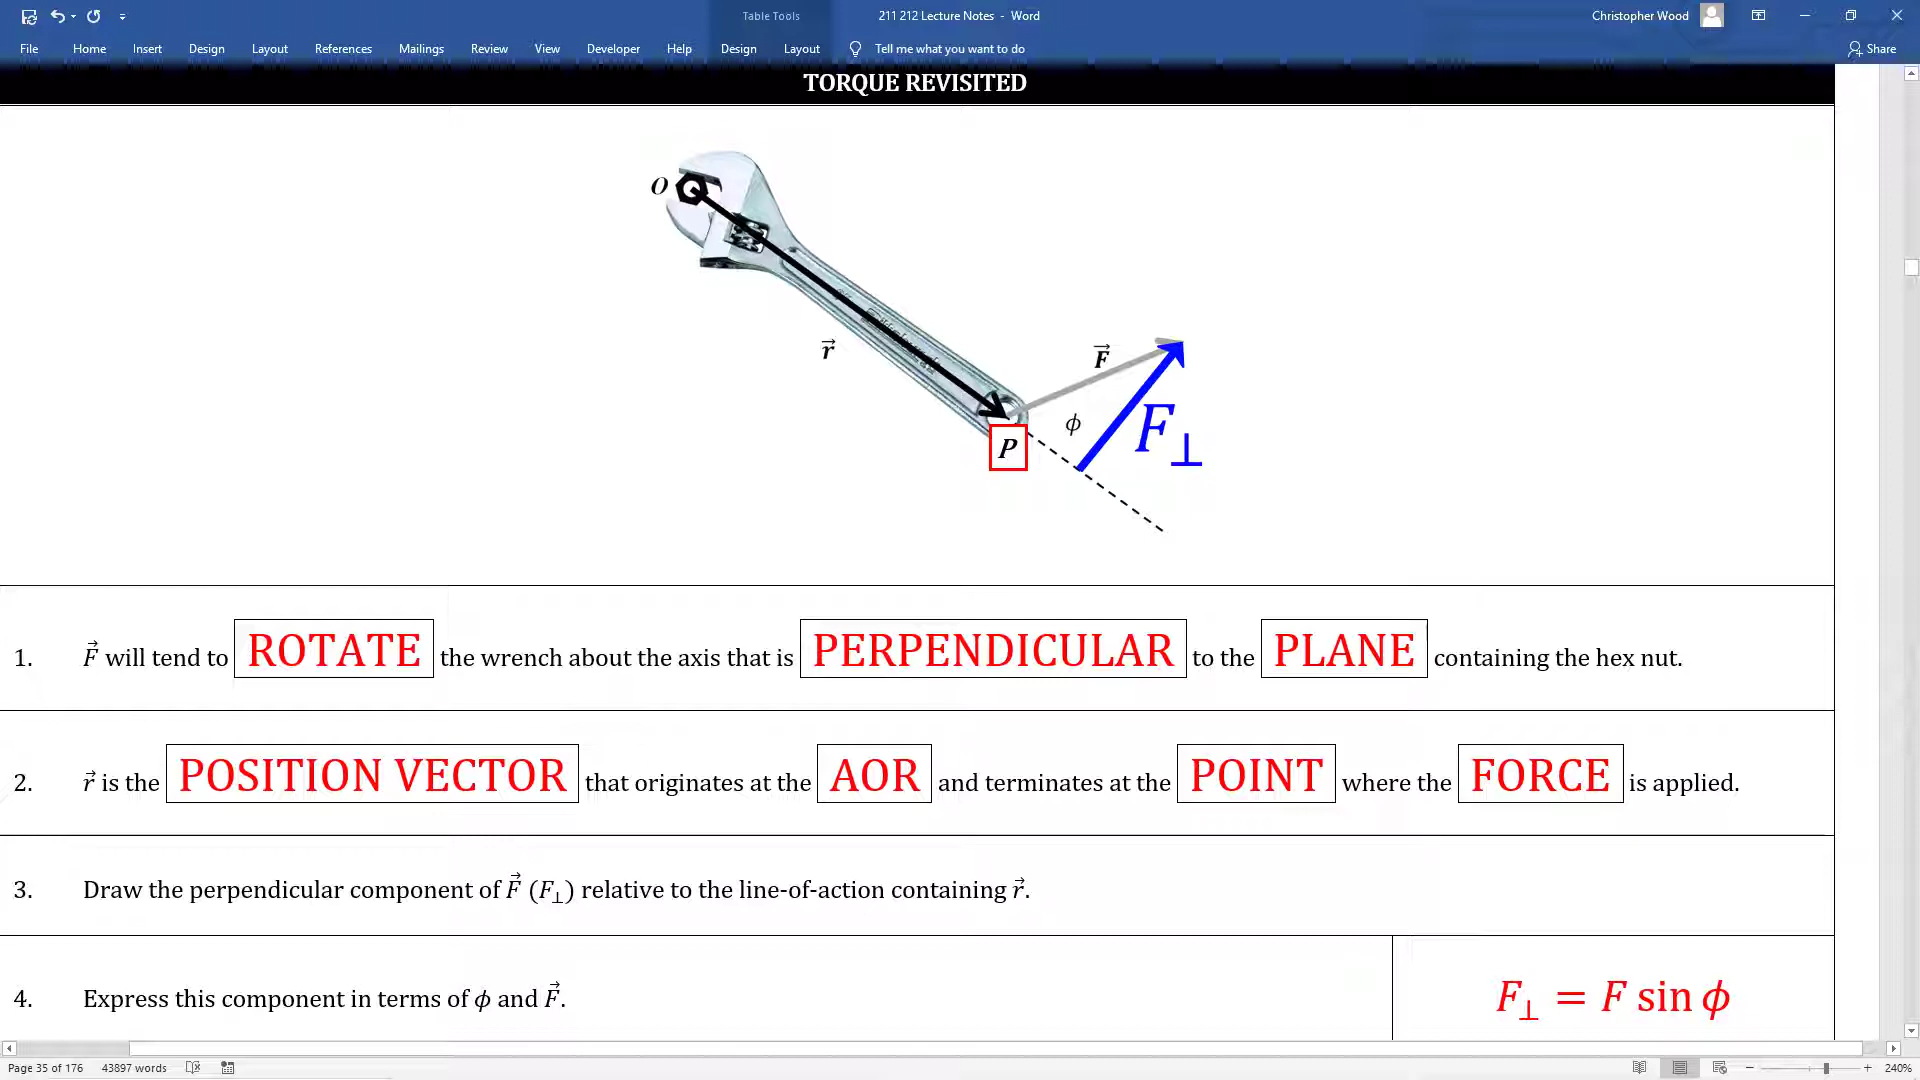 Table Tools
211 212 Lecture Notes - Word
Christopher Wood
File Home Insert Design Layout References Mailings Review View Developer Help Design Layout Tell me what you want to do Share
TORQUE REVISITED
O
r⃗
F⃗
ϕ
F⊥
P
1. F⃗ will tend to ROTATE the wrench about the axis that is PERPENDICULAR to the PLANE containing the hex nut.
2. r⃗ is the POSITION VECTOR that originates at the AOR and terminates at the POINT where the FORCE is applied.
3. Draw the perpendicular component of F⃗ (F⊥) relative to the line-of-action containing r⃗.
4. Express this component in terms of ϕ and F⃗.
F⊥ = F sin ϕ
Page 35 of 176 43897 words 240%